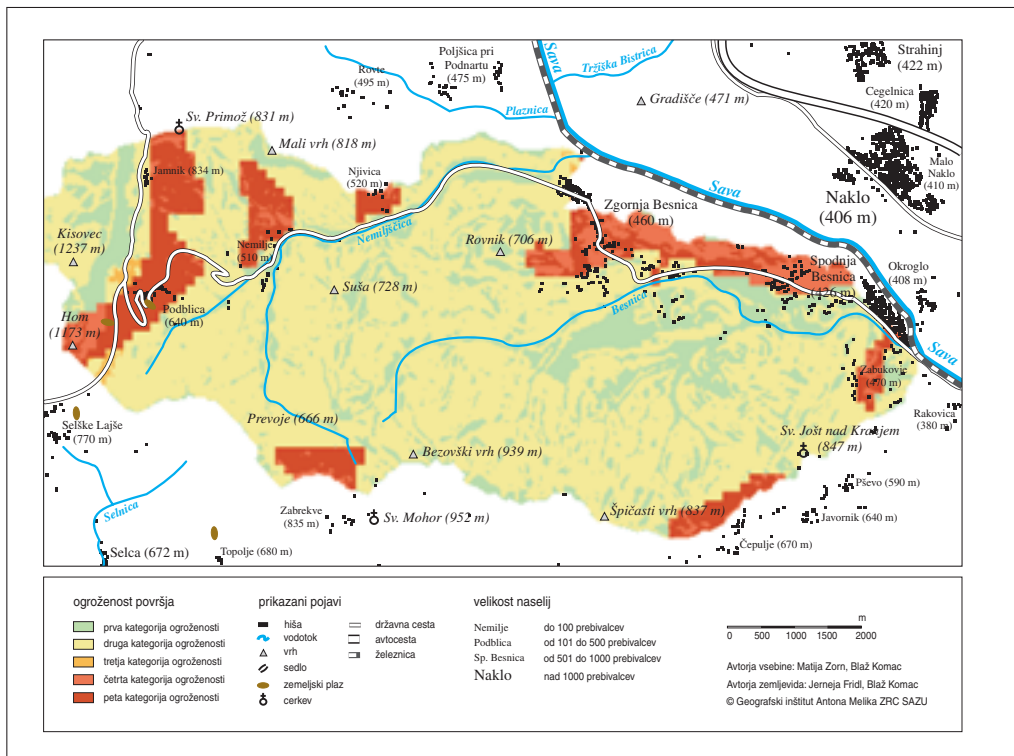 Sava
Tržiška Bistrica
Plaznica
Strahinj
(422 m)
Cegelnica
(420 m)
Poljšica pri
Podnartu
(475 m)
Rovte
(495 m)
Gradišče (471 m)
Sv. Primož (831 m)
Mali vrh (818 m)
Jamnik (834 m)
Njivica
(520 m)
Malo
Naklo
(410 m)
Naklo
(406 m)
Sava
Zgornja Besnica
(460 m)
Kisovec
(1237 m)
Nemilje
(510 m)
Nemiljščica
Rovnik (706 m)
Spodnja
Besnica
(426 m)
Okroglo
(408 m)
Suša (728 m)
Besnica
Podblica
(640 m)
Hom
(1173 m)
Sava
Zabukovje
(470 m)
Rakovica
(380 m)
Selške Lajše
(770 m)
Prevoje (666 m)
Sv. Jošt nad Kranjem
(847 m)
Bezovški vrh (939 m)
Pševo (590 m)
Selnica
Zabrekve
(835 m)
Sv. Mohor (952 m)
Špičasti vrh (837 m)
Javornik (640 m)
Čepulje (670 m)
Selca (672 m)
Topolje (680 m)
ogroženost površja
prva kategorija ogroženosti
druga kategorija ogroženosti
tretja kategorija ogroženosti
četrta kategorija ogroženosti
peta kategorija ogroženosti
prikazani pojavi
hiša
vodotok
vrh
sedlo
zemeljski plaz
cerkev
državna cesta
avtocesta
železnica
velikost naselij
Nemilje do 100 prebivalcev
Podblica od 101 do 500 prebivalcev
Sp. Besnica od 501 do 1000 prebivalcev
Naklo nad 1000 prebivalcev
m
0 500 1000 1500 2000
Avtorja vsebine: Matija Zorn, Blaž Komac
Avtorja zemljevida: Jerneja Fridl, Blaž Komac
© Geografski inštitut Antona Melika ZRC SAZU